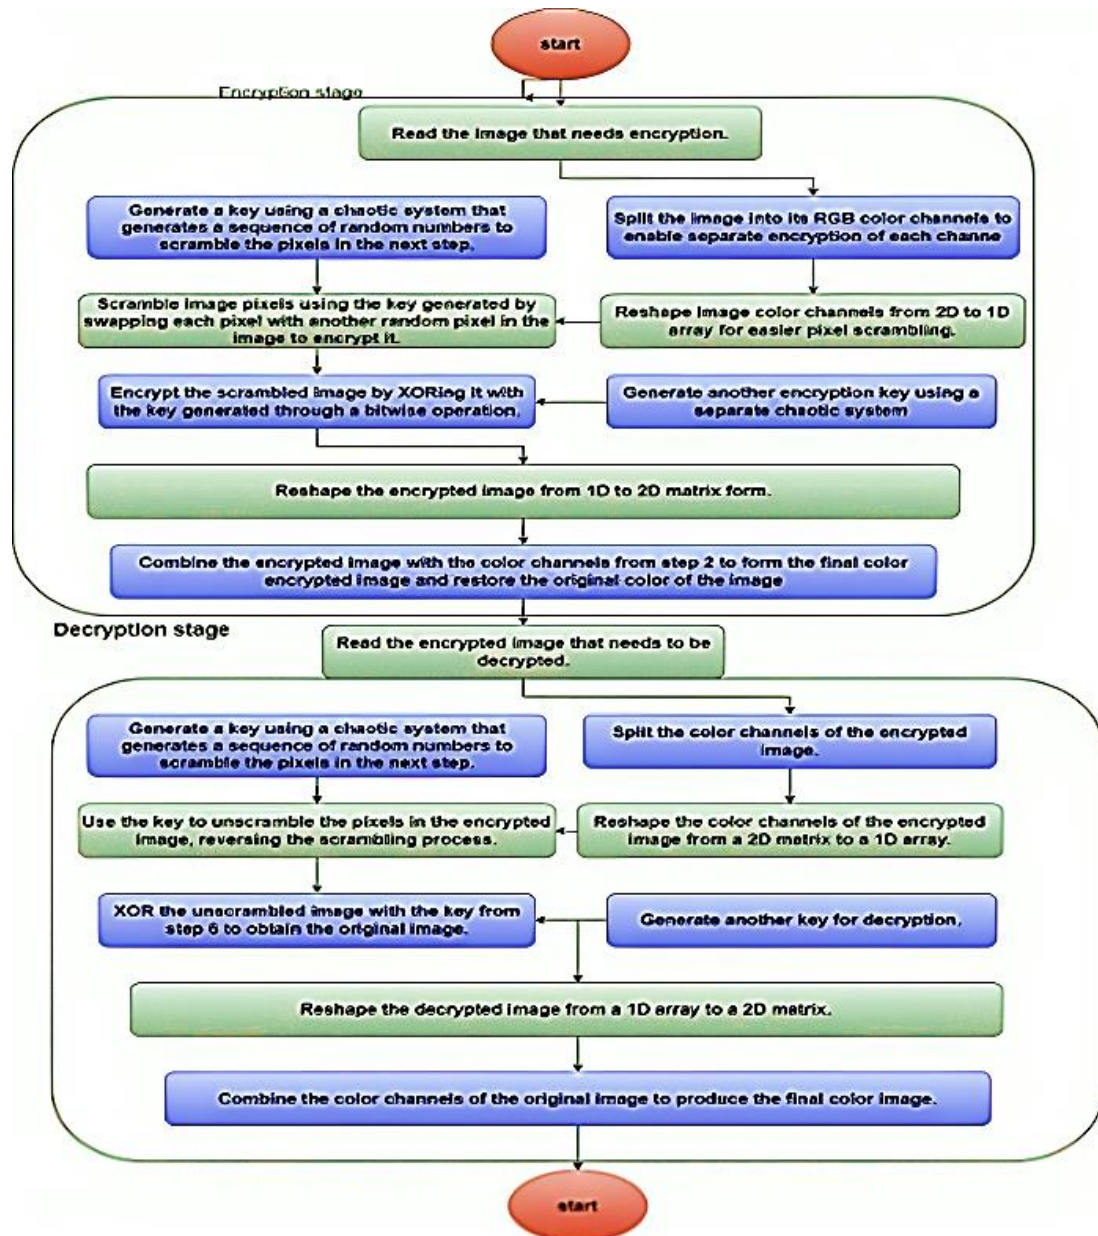 start
Encryption stage
Read the image that needs encryption.
Generate a key using a chaotic system that
generates a sequence of random numbers to
scramble the pixels in the next step.
Split the image into its RGB color channels to
enable separate encryption of each channe
Scramble image pixels using the key generated by
swapping each pixel with another random pixel in the
image to encrypt it.
Reshape image color channels from 2D to 1D
array for easier pixel scrambling.
Encrypt the scrambled image by XORing it with
the key generated through a bitwise operation.
Generate another encryption key using a
separate chaotic system
Reshape the encrypted image from 1D to 2D matrix form.
Combine the encrypted image with the color channels from step 2 to form the final color
encrypted image and restore the original color of the image
Decryption stage
Read the encrypted image that needs to be
decrypted.
Generate a key using a chaotic system that
generates a sequence of random numbers to
scramble the pixels in the next step.
Split the color channels of the encrypted
image.
Use the key to unscramble the pixels in the encrypted
image, reversing the scrambling process.
Reshape the color channels of the encrypted
image from a 2D matrix to a 1D array.
XOR the unscrambled image with the key from
step 6 to obtain the original image.
Generate another key for decryption.
Reshape the decrypted image from a 1D array to a 2D matrix.
Combine the color channels of the original image to produce the final color image.
start